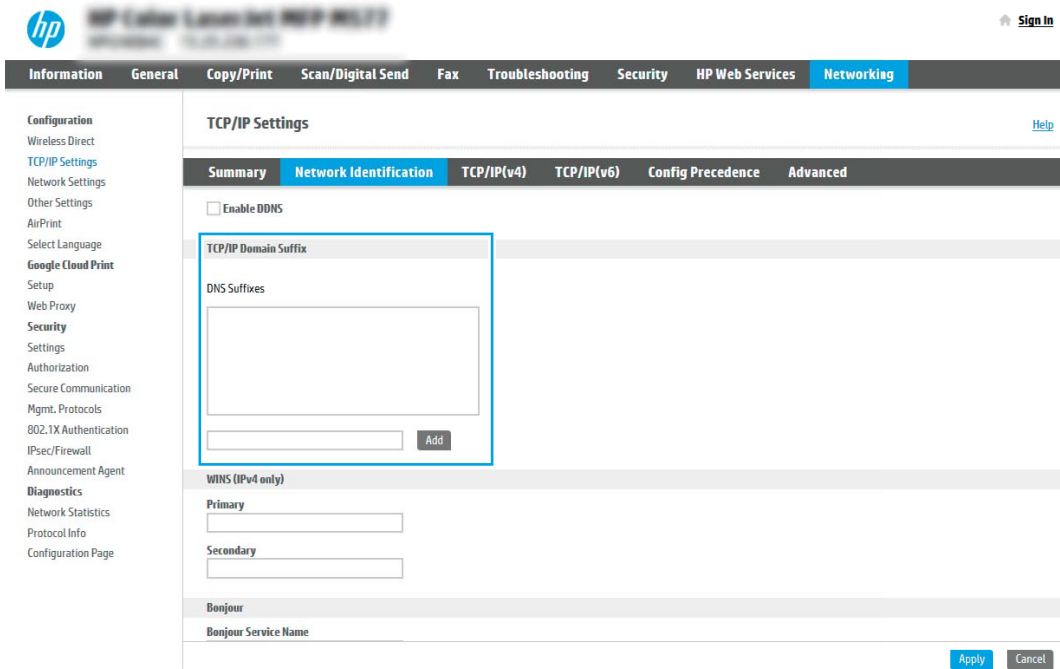 hp
Sign In
Information General Copy/Print Scan/Digital Send Fax Troubleshooting Security HP Web Services Networking
Configuration
Wireless Direct
TCP/IP Settings
Network Settings
Other Settings
AirPrint
Select Language
Google Cloud Print
Setup
Web Proxy
Security
Settings
Authorization
Secure Communication
Mgmt. Protocols
802.1X Authentication
IPsec/Firewall
Announcement Agent
Diagnostics
Network Statistics
Protocol Info
Configuration Page
TCP/IP Settings
Help
Summary Network Identification TCP/IP(v4) TCP/IP(v6) Config Precedence Advanced
Enable DDNS
TCP/IP Domain Suffix
DNS Suffixes
Add
WINS (IPv4 only)
Primary
Secondary
Bonjour
Bonjour Service Name
Apply Cancel